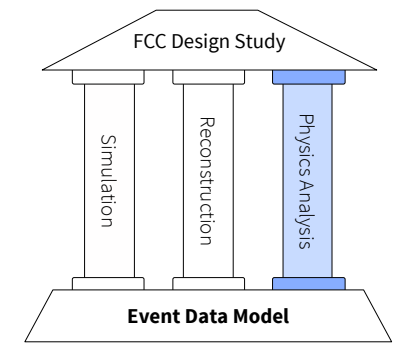 FCC Design Study
Simulation
Reconstruction
Physics Analysis
Event Data Model